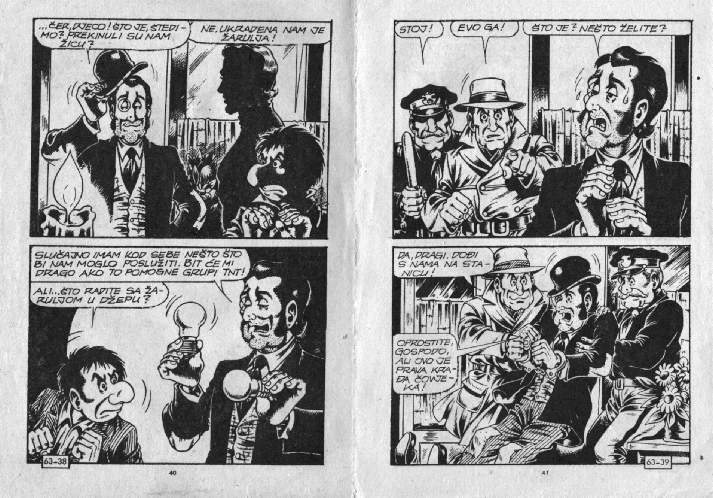 ...ČER, DJECO! ŠTO JE, ŠTEDI-
MO? PREKINULI SU NAM
ŽICU?
NE, UKRADENA NAM JE
ŽARULJA!
SLUČAJNO IMAM KOD SEBE NEŠTO ŠTO
BI NAM MOGLO POSLUŽITI. BIT ĆE MI
DRAGO AKO TO POMOGNE GRUPI TNT!
ALI...ŠTO RADITE SA ŽA-
RULJOM U DŽEPU?
63-38
40
STOJ!
EVO GA!
ŠTO JE? NEŠTO ŽELITE?
DA, DRAGI. DOĐI
S NAMA NA STA-
NICU!
OPROSTITE,
GOSPODO,
ALI OVO JE
PRAVA KRA-
ĐA ČOVJE-
KA!
63-39
41